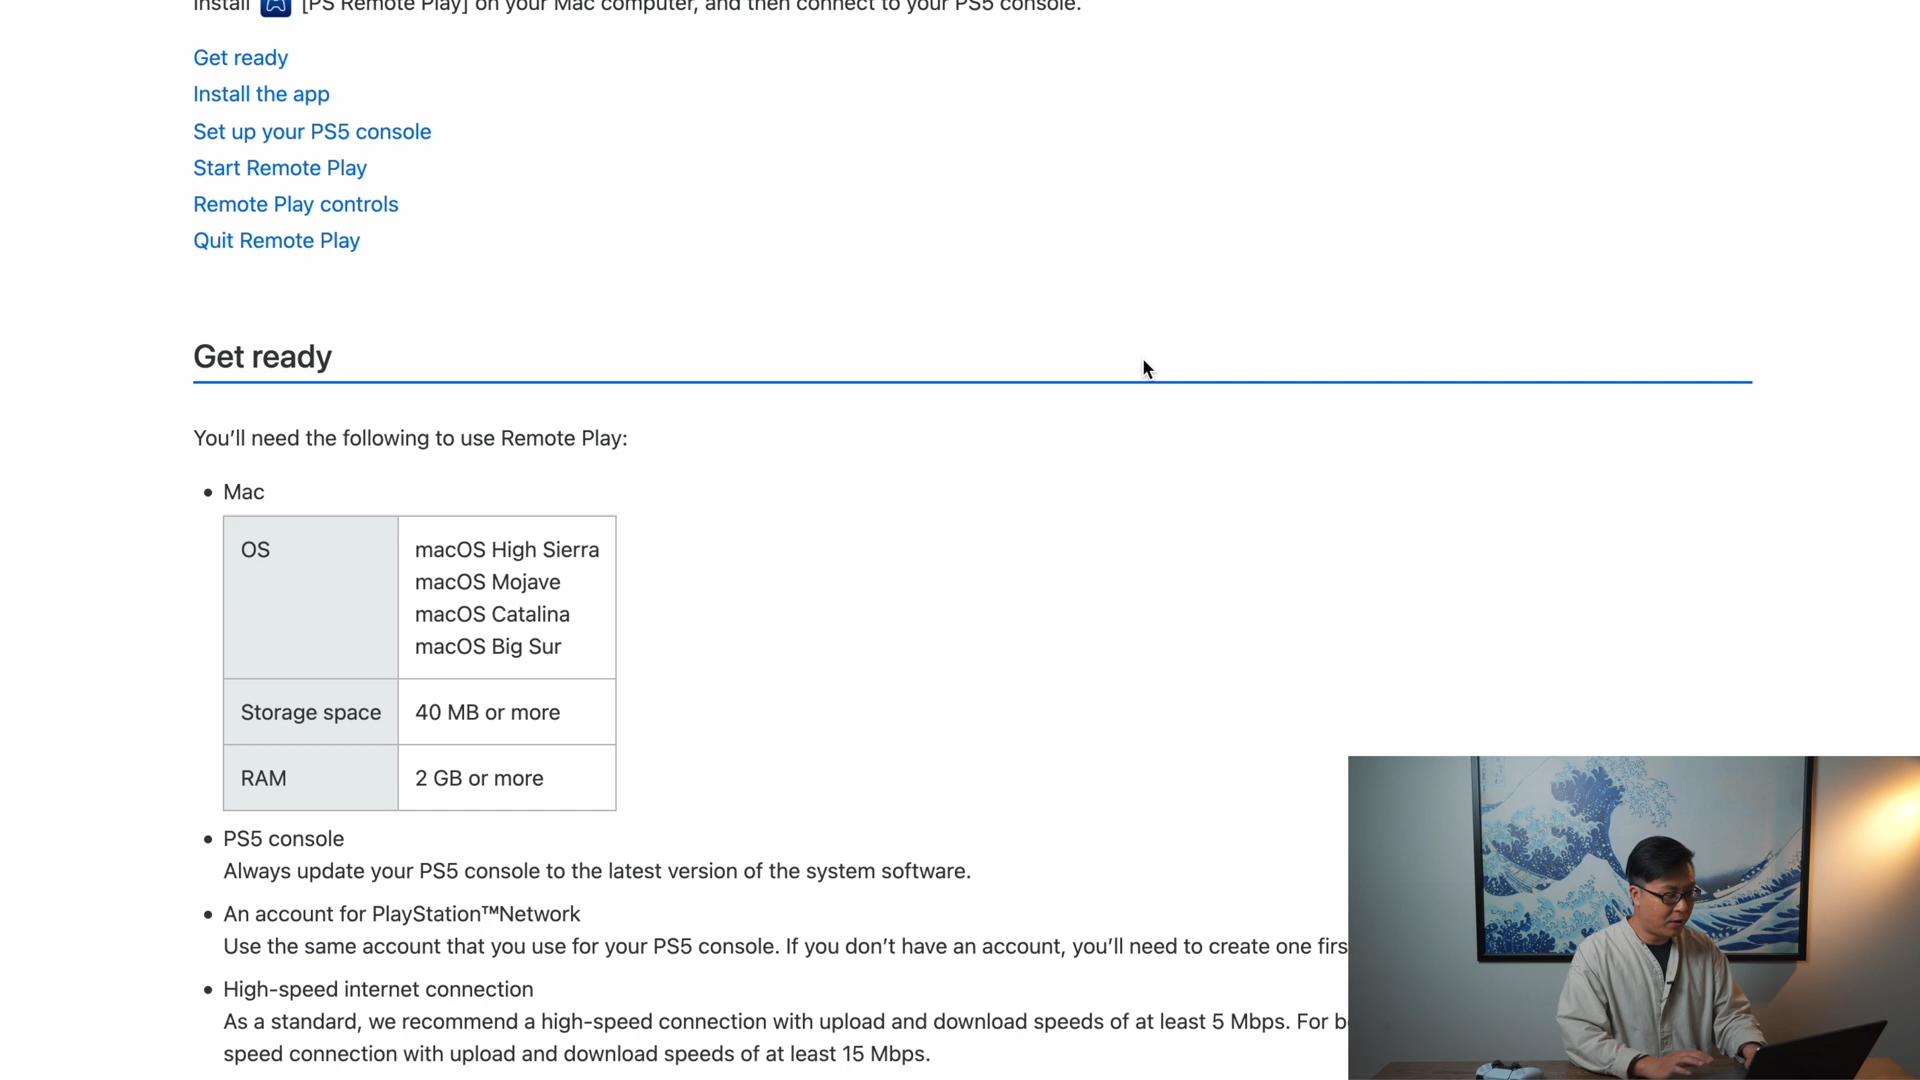 Install [PS Remote Play] on your Mac computer, and then connect to your PS5 console.
Get ready
Install the app
Set up your PS5 console
Start Remote Play
Remote Play controls
Quit Remote Play
Get ready
You’ll need the following to use Remote Play:
• Mac
OS
macOS High Sierra
macOS Mojave
macOS Catalina
macOS Big Sur
Storage space
40 MB or more
RAM
2 GB or more
• PS5 console
Always update your PS5 console to the latest version of the system software.
• An account for PlayStation™Network
Use the same account that you use for your PS5 console. If you don’t have an account, you’ll need to create one firs
• High-speed internet connection
As a standard, we recommend a high-speed connection with upload and download speeds of at least 5 Mbps. For b
speed connection with upload and download speeds of at least 15 Mbps.